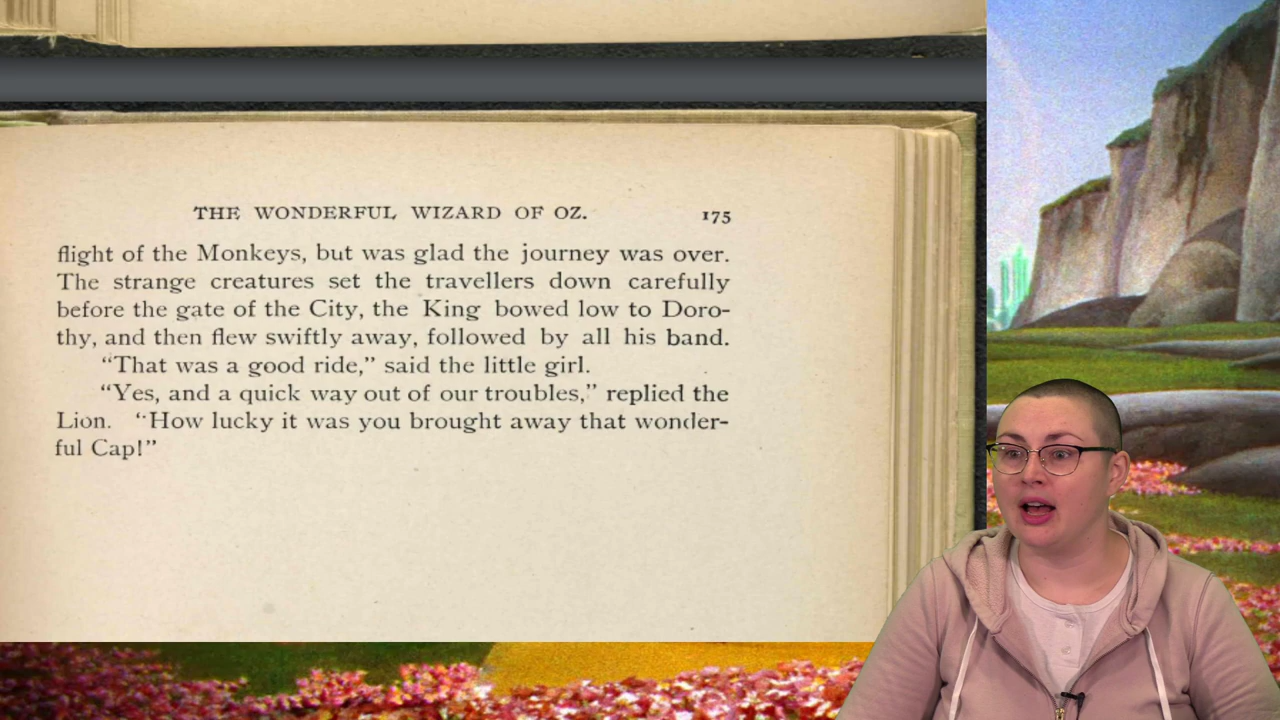 THE WONDERFUL WIZARD OF OZ. 175
flight of the Monkeys, but was glad the journey was over.
The strange creatures set the travellers down carefully
before the gate of the City, the King bowed low to Doro-
thy, and then flew swiftly away, followed by all his band.
“That was a good ride,” said the little girl.
“Yes, and a quick way out of our troubles,” replied the
Lion. “How lucky it was you brought away that wonder-
ful Cap!”